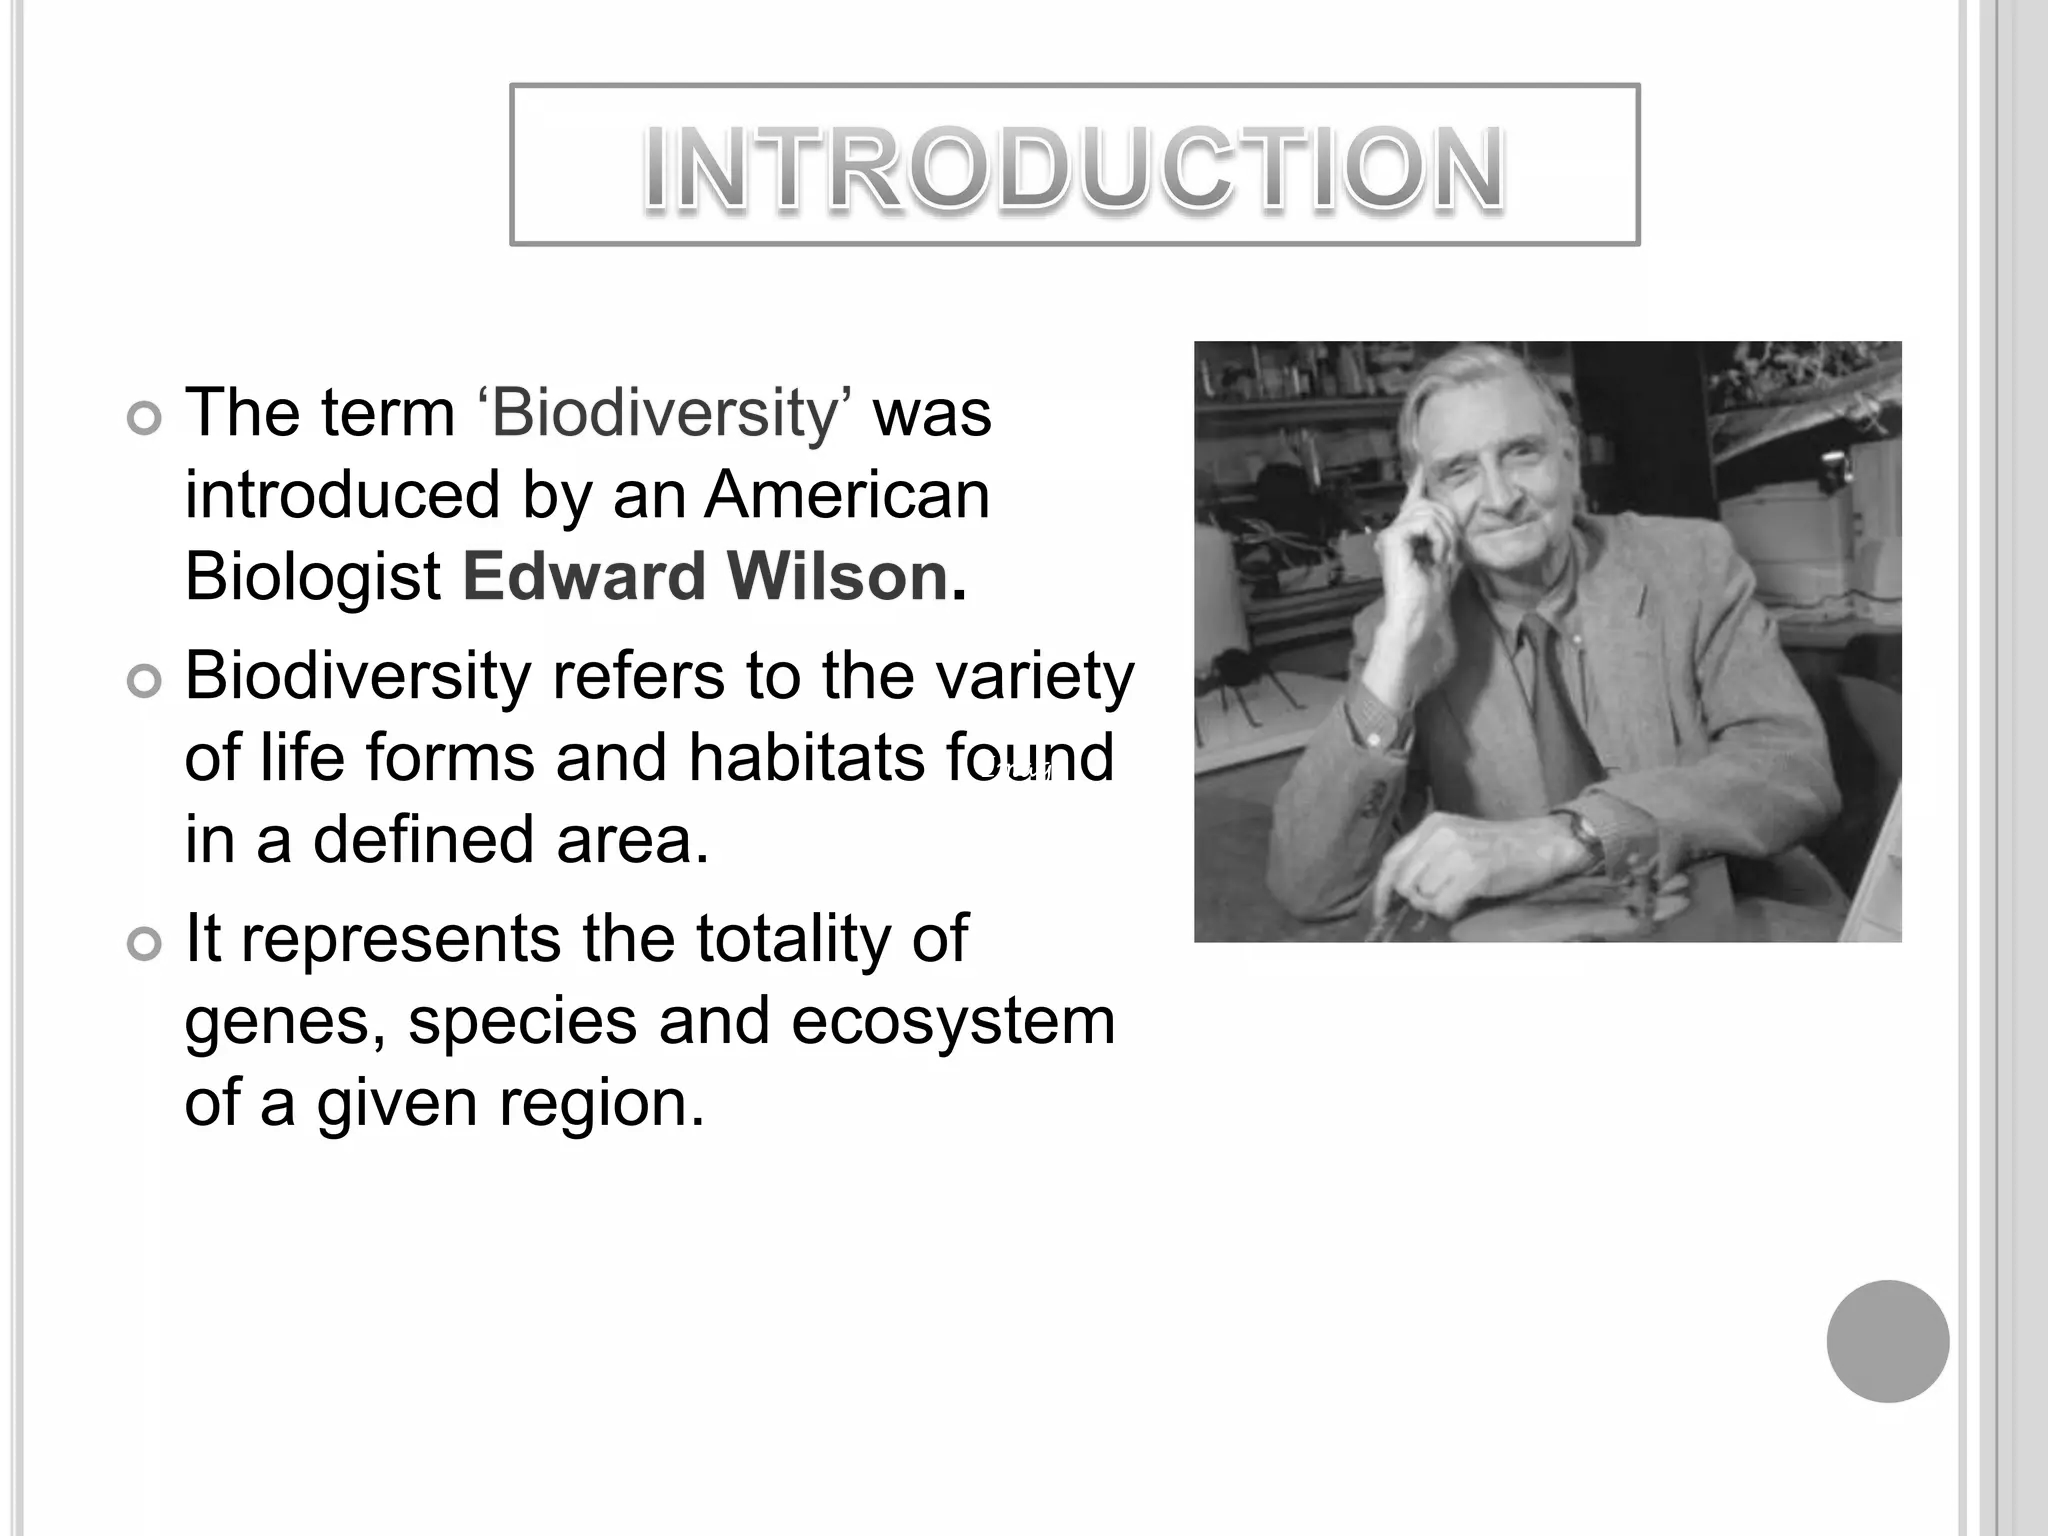 INTRODUCTION
The term ‘Biodiversity’ was
introduced by an American
Biologist Edward Wilson.
Biodiversity refers to the variety
of life forms and habitats found
in a defined area.
It represents the totality of
genes, species and ecosystem
of a given region.